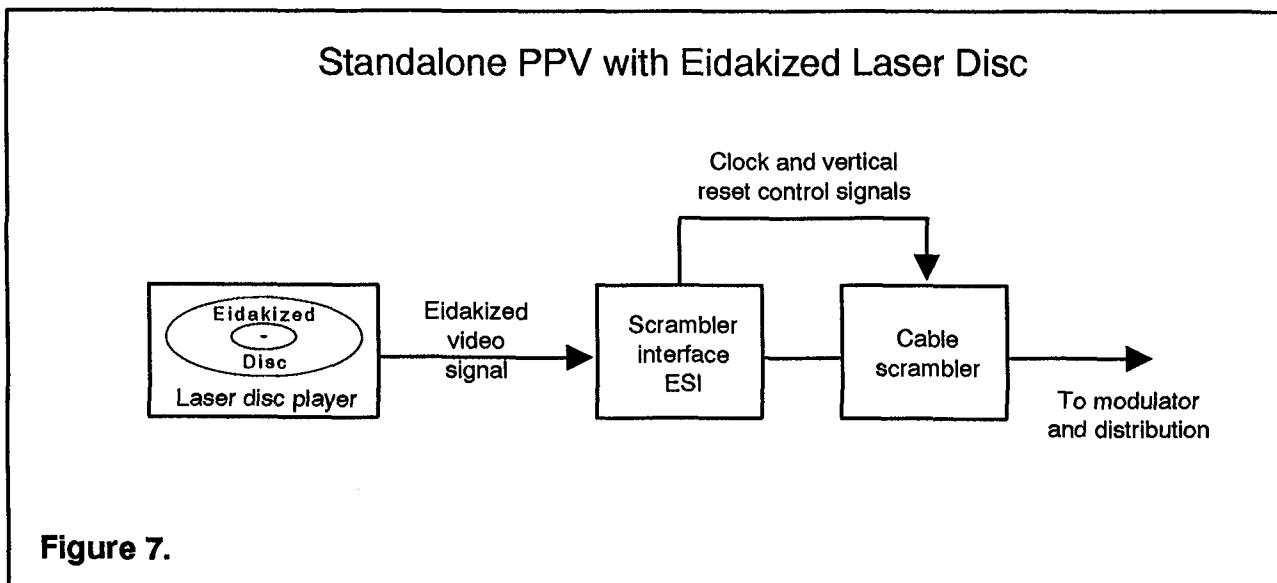 Standalone PPV with Eidakized Laser Disc
Clock and vertical
reset control signals
Eidakized
Disc
Laser disc player
Eidakized
video
signal
Scrambler
interface
ESI
Cable
scrambler
To modulator
and distribution
Figure 7.